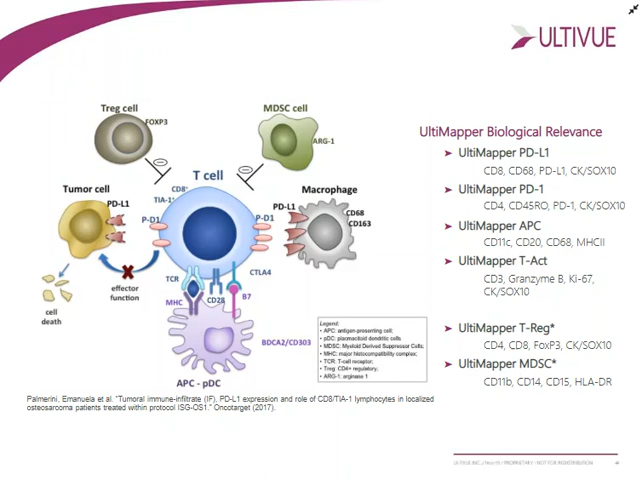 ULTIVUE
Treg cell
FOXP3
MDSC cell
ARG-1
T cell
CD8+
TIA-1+
Tumor cell
PD-L1
P-D1
P-D1
PD-L1
Macrophage
CD68
CD163
effector
function
cell
death
TCR
MHC
CD28
CTLA4
B7
BDCA2/CD303
APC - pDC
Legend:
APC: antigen-presenting cell;
pDC: plasmacytoid dendritic cells
MDSC: Myeloid Derived Suppressor Cells;
MHC: major histocompatibility complex;
TCR: T-cell receptor;
Treg: CD4+ regulatory;
ARG-1: arginase 1
UltiMapper Biological Relevance
➤ UltiMapper PD-L1
CD8, CD68, PD-L1, CK/SOX10
➤ UltiMapper PD-1
CD4, CD45RO, PD-1, CK/SOX10
➤ UltiMapper APC
CD11c, CD20, CD68, MHCII
➤ UltiMapper T-Act
CD3, Granzyme B, Ki-67,
CK/SOX10
➤ UltiMapper T-Reg*
CD4, CD8, FoxP3, CK/SOX10
➤ UltiMapper MDSC*
CD11b, CD14, CD15, HLA-DR
Palmerini, Emanuela et al. "Tumoral immune-infiltrate (IF), PD-L1 expression and role of CD8/TIA-1 lymphocytes in localized
osteosarcoma patients treated within protocol ISG-OS1." Oncotarget (2017).
ULTIVUE INC. | PROPRIETARY | NOT FOR REDISTRIBUTION